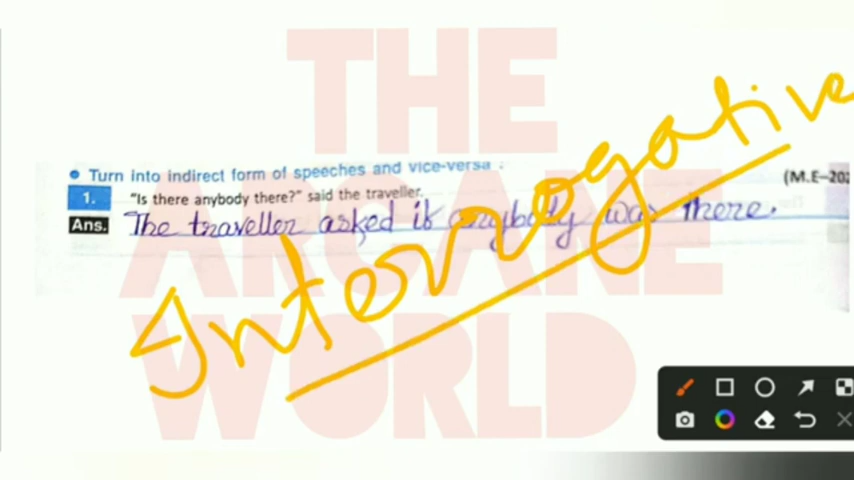 THE
ARCANE
WORLD
Turn into indirect form of speeches and vice-versa :
(M.E-202
1. "Is there anybody there?" said the traveller.
Ans. The traveller asked if anybody was there.
Interrogative